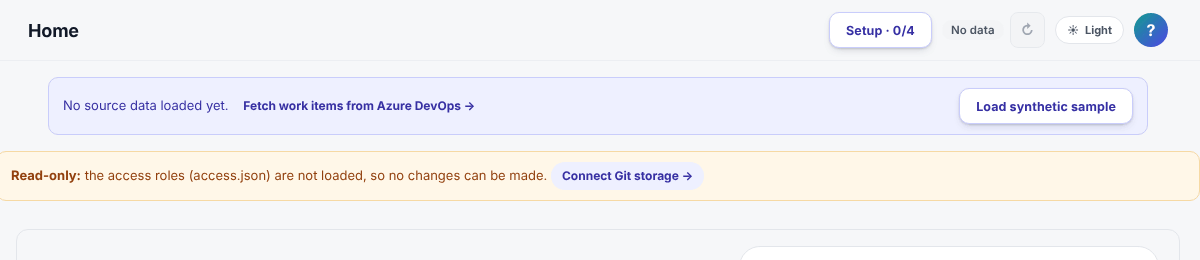 Home
Setup · 0/4
No data
Light
?
No source data loaded yet. Fetch work items from Azure DevOps →
Load synthetic sample
Read-only: the access roles (access.json) are not loaded, so no changes can be made. Connect Git storage →